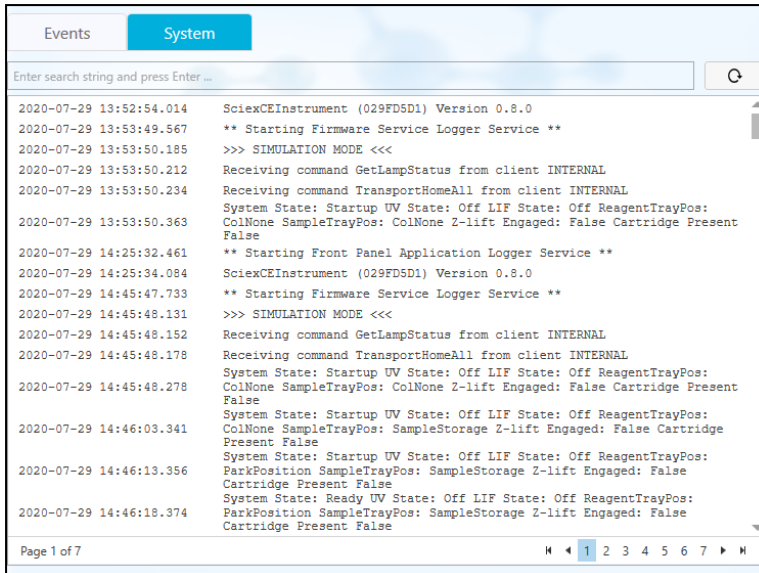 Events System
Enter search string and press Enter ...
2020-07-29 13:52:54.014 SciexCEInstrument (029FD5D1) Version 0.8.0
2020-07-29 13:53:49.567 ** Starting Firmware Service Logger Service **
2020-07-29 13:53:50.185 >>> SIMULATION MODE <<<
2020-07-29 13:53:50.212 Receiving command GetLampStatus from client INTERNAL
2020-07-29 13:53:50.234 Receiving command TransportHomeAll from client INTERNAL
System State: Startup UV State: Off LIF State: Off ReagentTrayPos:
2020-07-29 13:53:50.363 ColNone SampleTrayPos: ColNone Z-lift Engaged: False Cartridge Present
False
2020-07-29 14:25:32.461 ** Starting Front Panel Application Logger Service **
2020-07-29 14:25:34.084 SciexCEInstrument (029FD5D1) Version 0.8.0
2020-07-29 14:45:47.733 ** Starting Firmware Service Logger Service **
2020-07-29 14:45:48.131 >>> SIMULATION MODE <<<
2020-07-29 14:45:48.152 Receiving command GetLampStatus from client INTERNAL
2020-07-29 14:45:48.178 Receiving command TransportHomeAll from client INTERNAL
System State: Startup UV State: Off LIF State: Off ReagentTrayPos:
2020-07-29 14:45:48.278 ColNone SampleTrayPos: ColNone Z-lift Engaged: False Cartridge Present
False
System State: Startup UV State: Off LIF State: Off ReagentTrayPos:
2020-07-29 14:46:03.341 ColNone SampleTrayPos: SampleStorage Z-lift Engaged: False Cartridge
Present False
System State: Startup UV State: Off LIF State: Off ReagentTrayPos:
2020-07-29 14:46:13.356 ParkPosition SampleTrayPos: SampleStorage Z-lift Engaged: False
Cartridge Present False
System State: Ready UV State: Off LIF State: Off ReagentTrayPos:
2020-07-29 14:46:18.374 ParkPosition SampleTrayPos: SampleStorage Z-lift Engaged: False
Cartridge Present False
Page 1 of 7 1 2 3 4 5 6 7